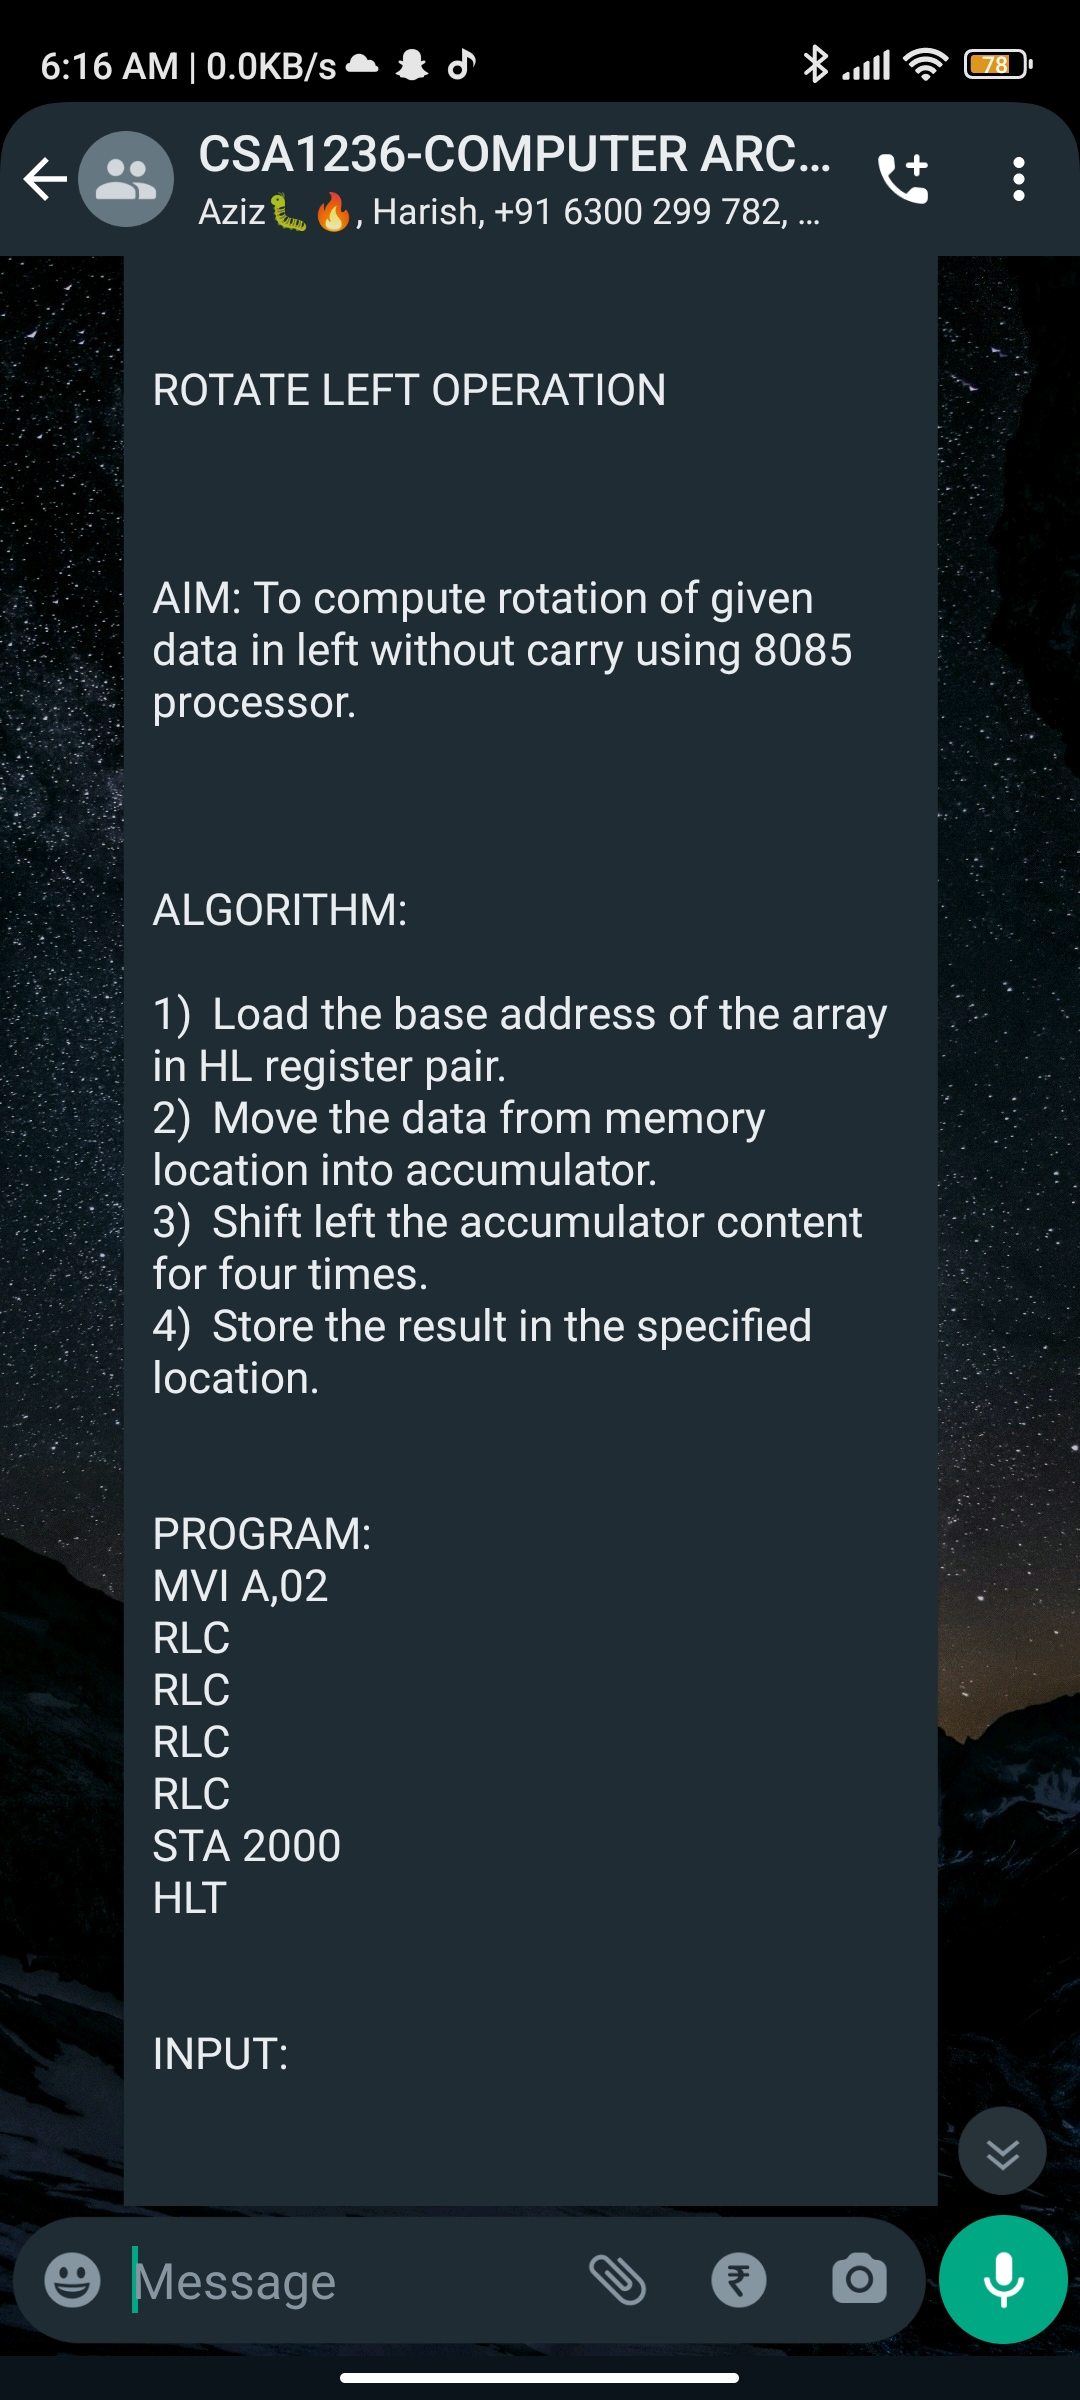 6:16 AM | 0.0KB/s
78
CSA1236-COMPUTER ARC...
Aziz🐛🔥, Harish, +91 6300 299 782, ...
ROTATE LEFT OPERATION
AIM: To compute rotation of given
data in left without carry using 8085
processor.
ALGORITHM:
1)  Load the base address of the array
in HL register pair.
2)  Move the data from memory
location into accumulator.
3)  Shift left the accumulator content
for four times.
4)  Store the result in the specified
location.
PROGRAM:
MVI A,02
RLC
RLC
RLC
RLC
STA 2000
HLT
INPUT:
Message
₹